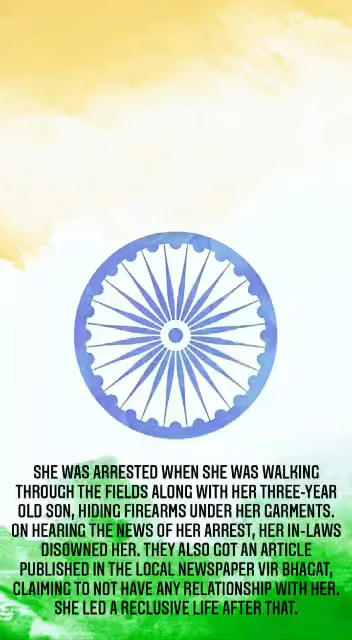 SHE WAS ARRESTED WHEN SHE WAS WALKING
THROUGH THE FIELDS ALONG WITH HER THREE-YEAR
OLD SON, HIDING FIREARMS UNDER HER GARMENTS.
ON HEARING THE NEWS OF HER ARREST, HER IN-LAWS
DISOWNED HER. THEY ALSO GOT AN ARTICLE
PUBLISHED IN THE LOCAL NEWSPAPER VIR BHAGAT,
CLAIMING TO NOT HAVE ANY RELATIONSHIP WITH HER.
SHE LED A RECLUSIVE LIFE AFTER THAT.